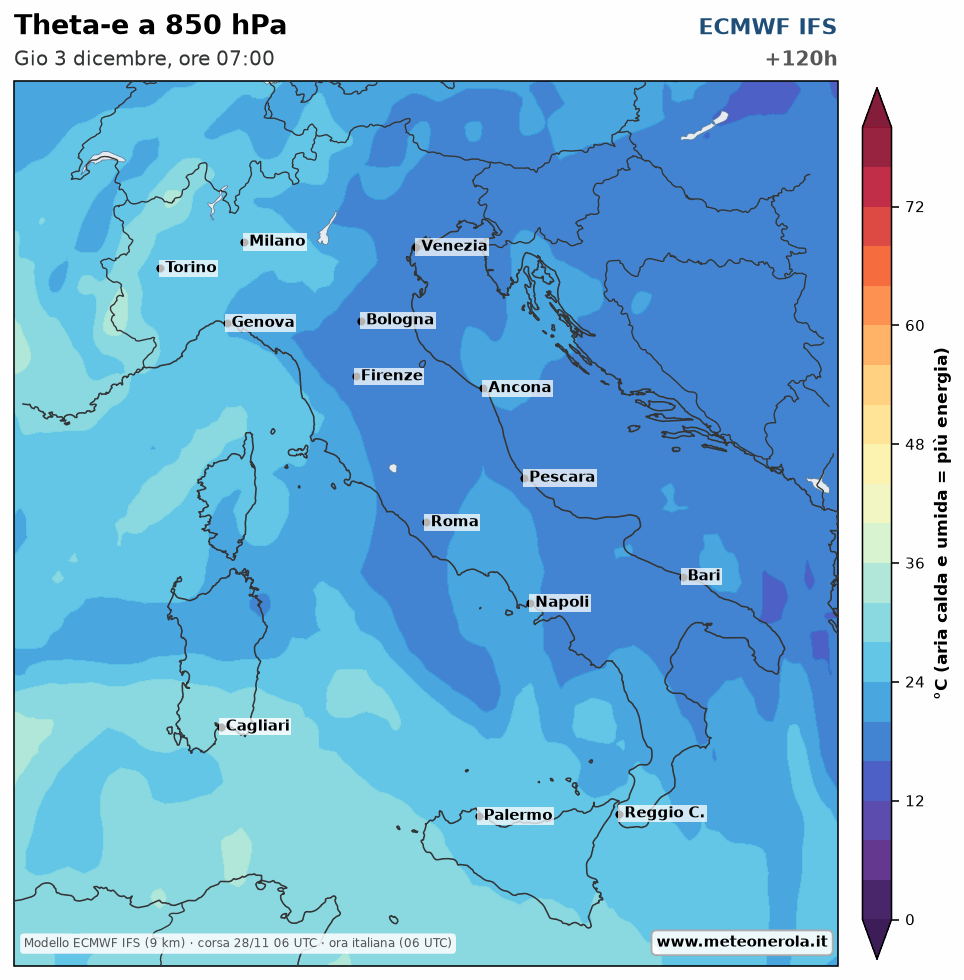 Theta-e a 850 hPa
ECMWF IFS
Gio 3 dicembre, ore 07:00
+120h
Milano
Venezia
Torino
Genova
Bologna
Firenze
Ancona
Pescara
Roma
Bari
Napoli
Cagliari
Palermo
Reggio C.
72
60
48
36
24
12
0
°C (aria calda e umida = più energia)
Modello ECMWF IFS (9 km) · corsa 28/11 06 UTC · ora italiana (06 UTC)
www.meteonerola.it